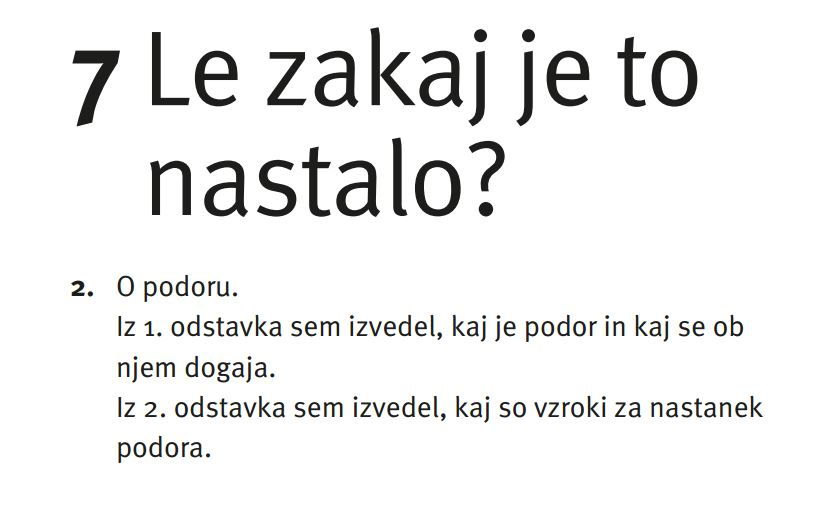 7 Le zakaj je to
nastalo?
2. O podoru.
Iz 1. odstavka sem izvedel, kaj je podor in kaj se ob
njem dogaja.
Iz 2. odstavka sem izvedel, kaj so vzroki za nastanek
podora.